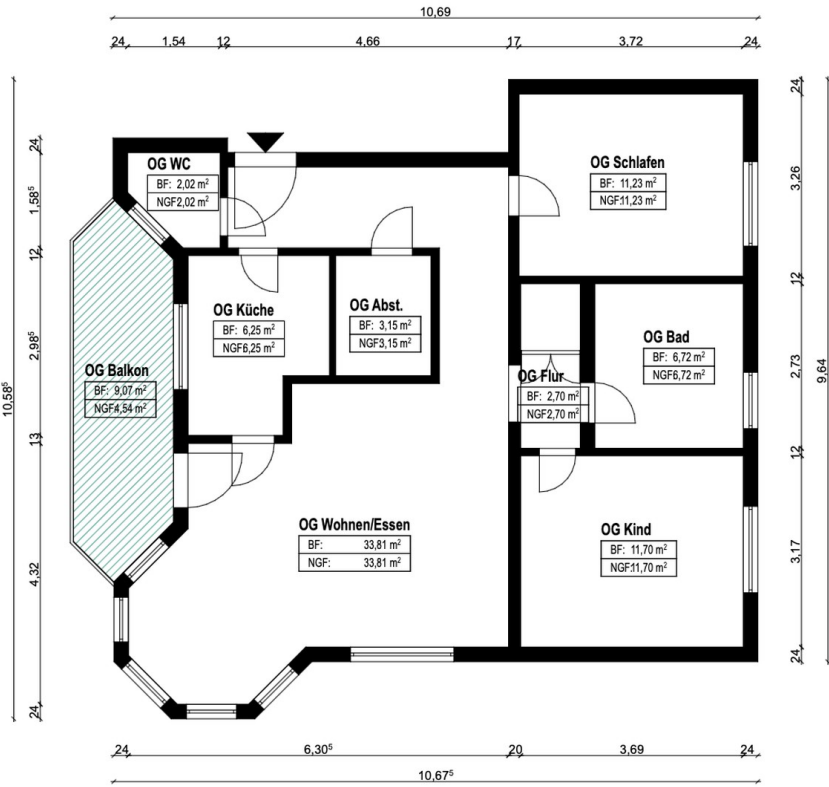 10,69
24 1,54 12 4,66 17 3,72 24
24
1,58⁵
12
2,98⁵
13
4,32
24
10,58⁵
24
3,26
12
2,73
12
3,17
24
9,64
OG WC
BF: 2,02 m²
NGF2,02 m²
OG Schlafen
BF: 11,23 m²
NGF:11,23 m²
OG Küche
BF: 6,25 m²
NGF6,25 m²
OG Abst.
BF: 3,15 m²
NGF3,15 m²
OG Balkon
BF: 9,07 m²
NGF4,54 m²
OG Flur
BF: 2,70 m²
NGF2,70 m²
OG Bad
BF: 6,72 m²
NGF6,72 m²
OG Wohnen/Essen
BF: 33,81 m²
NGF: 33,81 m²
OG Kind
BF: 11,70 m²
NGF:11,70 m²
24 6,30⁵ 20 3,69 24
10,67⁵